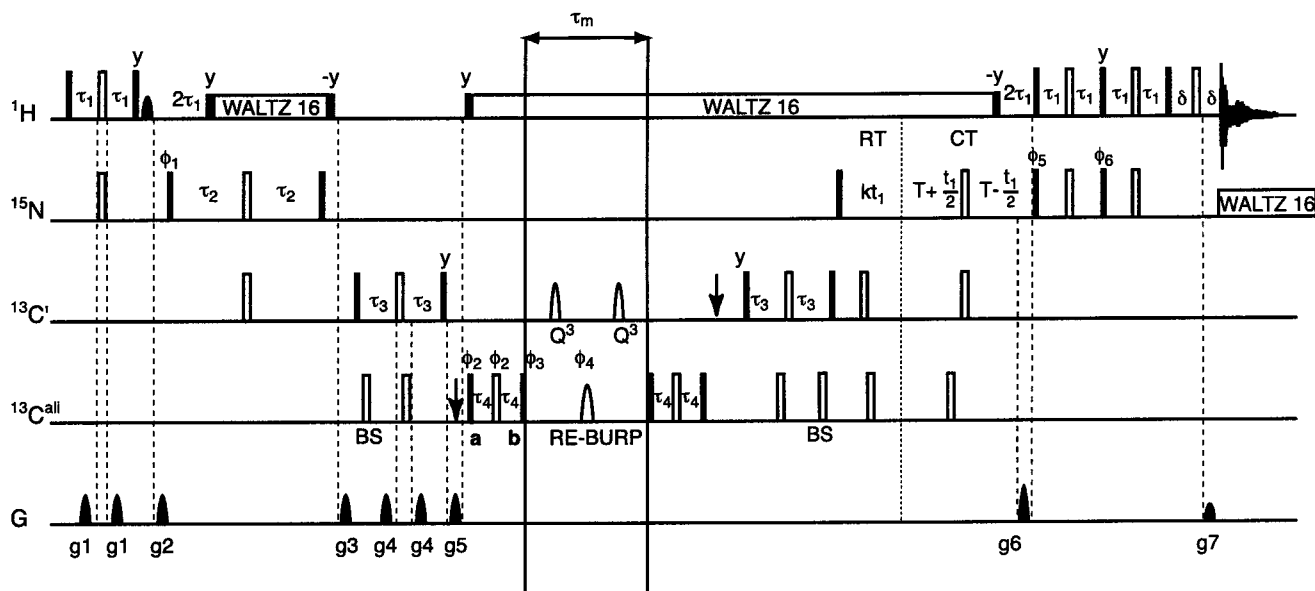 τm
y y -y y -y y
¹H τ1 τ1 2τ1 WALTZ 16 WALTZ 16 2τ1 τ1 τ1 τ1 τ1 δ δ
RT CT
ϕ1 ϕ5 ϕ6
¹⁵N τ2 τ2 kt1 T+ t1/2 T- t1/2 WALTZ 16
y y
¹³C' τ3 τ3 τ3 τ3
Q³ Q³
ϕ2 ϕ2 ϕ3 ϕ4
¹³Cali τ4 τ4 τ4 τ4
BS a b RE-BURP BS
G
g1 g1 g2 g3 g4 g4 g5 g6 g7